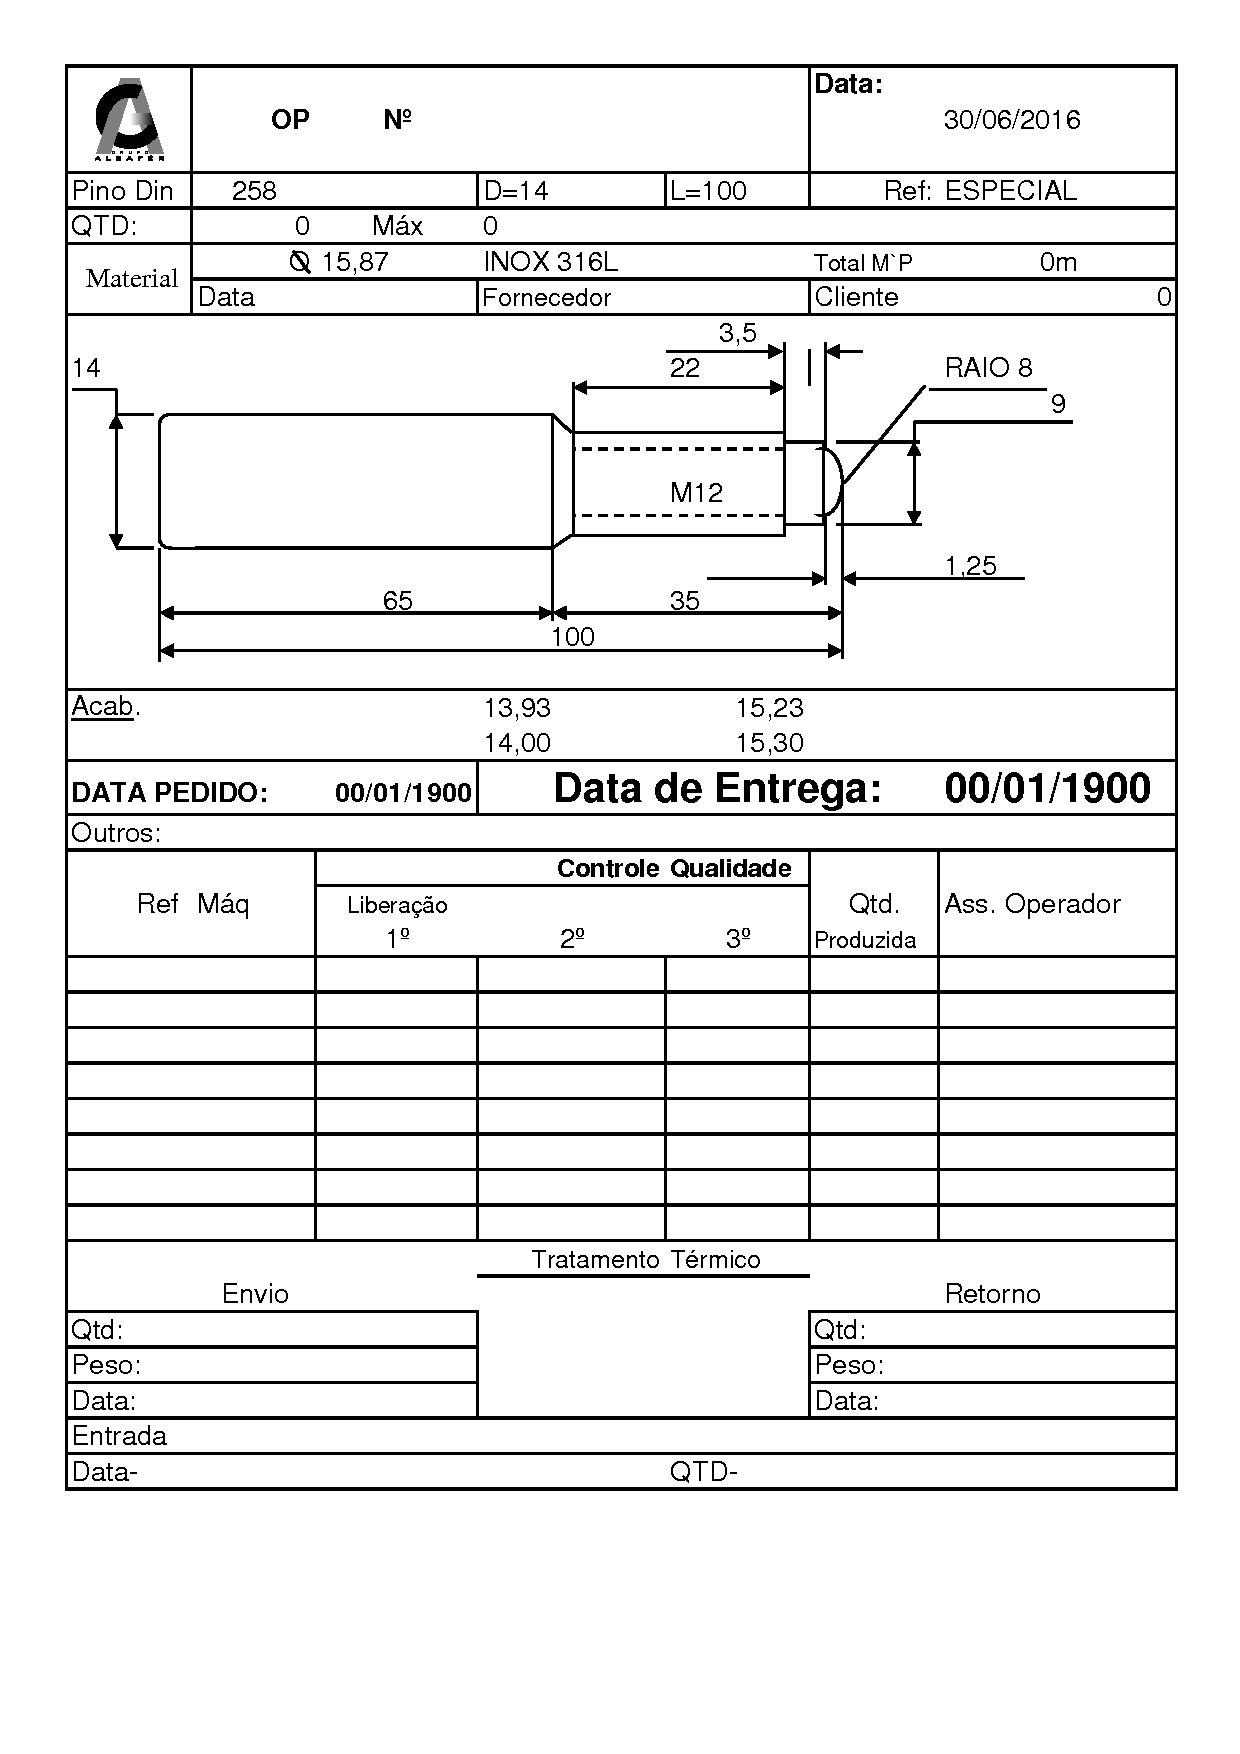 GRUPO
ALBAFER
OP Nº
Data:
30/06/2016
Pino Din 258 D=14 L=100 Ref: ESPECIAL
QTD: 0 Máx 0
Material
Ø 15,87 INOX 316L Total M`P 0m
Data Fornecedor Cliente 0
3,5
14 22 RAIO 8
9
M12
1,25
65 35
100
Acab. 13,93 15,23
14,00 15,30
DATA PEDIDO: 00/01/1900 Data de Entrega: 00/01/1900
Outros:
Controle Qualidade
Ref Máq Liberação Qtd. Ass. Operador
1º 2º 3º Produzida
Tratamento Térmico
Envio Retorno
Qtd: Qtd:
Peso: Peso:
Data: Data:
Entrada
Data- QTD-